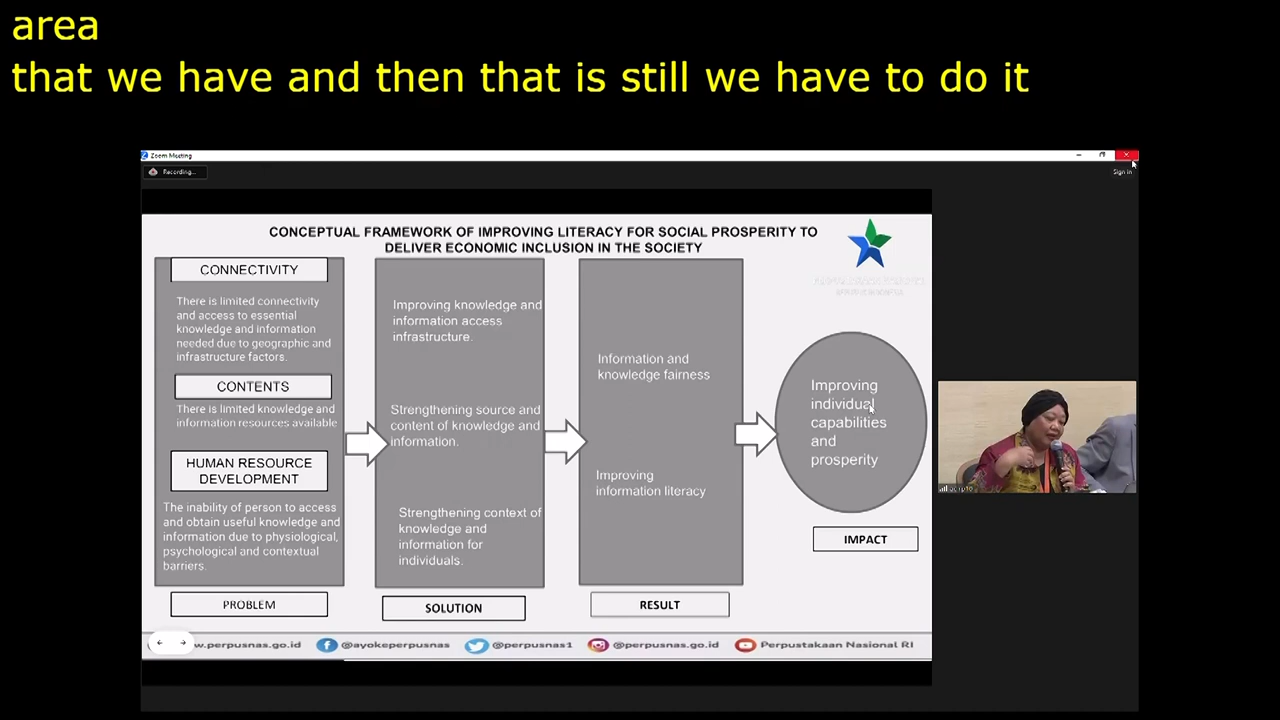 area
that we have and then that is still we have to do it
Zoom Meeting
Recording...
Sign in
CONCEPTUAL FRAMEWORK OF IMPROVING LITERACY FOR SOCIAL PROSPERITY TO
DELIVER ECONOMIC INCLUSION IN THE SOCIETY
CONNECTIVITY
There is limited connectivity
and access to essential
knowledge and information
needed due to geographic and
infrastructure factors.
CONTENTS
There is limited knowledge and
information resources available
HUMAN RESOURCE
DEVELOPMENT
The inability of person to access
and obtain useful knowledge and
information due to physiological,
psychological and contextual
barriers.
PROBLEM
Improving knowledge and
information access
infrastructure.
Strengthening source and
content of knowledge and
information.
Strengthening context of
knowledge and
information for
individuals.
SOLUTION
Information and
knowledge fairness
Improving
information literacy
RESULT
Improving
individual
capabilities
and
prosperity
IMPACT
w.perpusnas.go.id
@ayokeperpusnas
@perpusnas1
@perpusnas.go.id
Perpustakaan Nasional RI